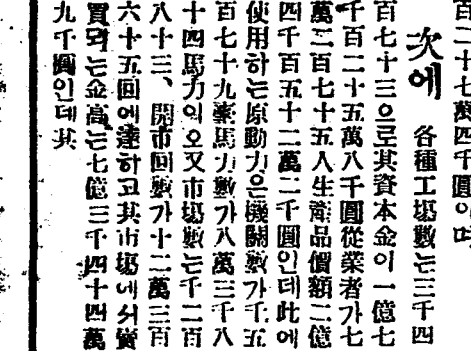 百二十七萬四千圓이며
次에 各種工場數는三千四
百七十三으로其資本金이一億七
千百二十五萬八千圓從業者가七
萬二百七十五人生產品價額二億
四千百五十二萬二千圓인데此에
使用하는原動力은機關數가千五
百七十九臺馬力數가八萬三千八
十四馬力이오又市場數는千二百
八十三、開市回數가十二萬三百
六十五回에達하고其市場에서賣
買되는金高는七億三千四十四萬
九千圓인데其